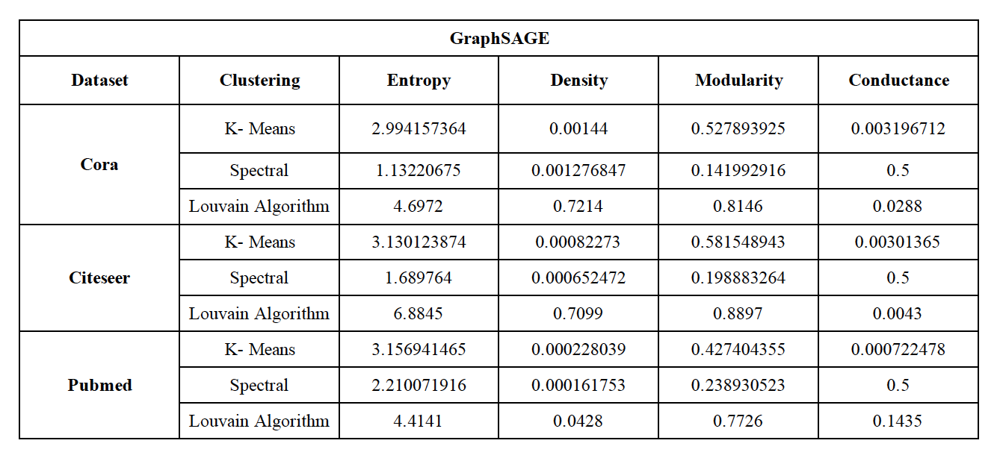 GraphSAGE
Dataset Clustering Entropy Density Modularity Conductance
Cora
K- Means 2.994157364 0.00144 0.527893925 0.003196712
Spectral 1.13220675 0.001276847 0.141992916 0.5
Louvain Algorithm 4.6972 0.7214 0.8146 0.0288
Citeseer
K- Means 3.130123874 0.00082273 0.581548943 0.00301365
Spectral 1.689764 0.000652472 0.198883264 0.5
Louvain Algorithm 6.8845 0.7099 0.8897 0.0043
Pubmed
K- Means 3.156941465 0.000228039 0.427404355 0.000722478
Spectral 2.210071916 0.000161753 0.238930523 0.5
Louvain Algorithm 4.4141 0.0428 0.7726 0.1435